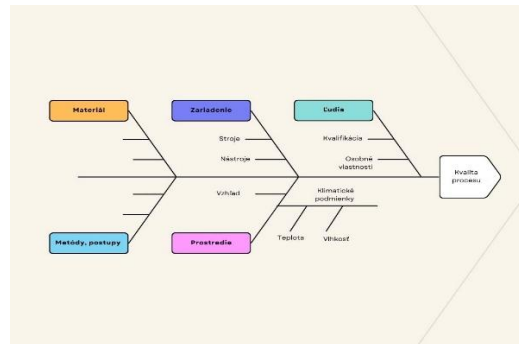 Materiál
Zariadenie
Ľudia
Stroje
Nástroje
Kvalifikácia
Osobné
vlastnosti
Kvalita
procesu
Vzhľad
Klimatické
podmienky
Teplota
Vlhkosť
Metódy, postupy
Prostredie